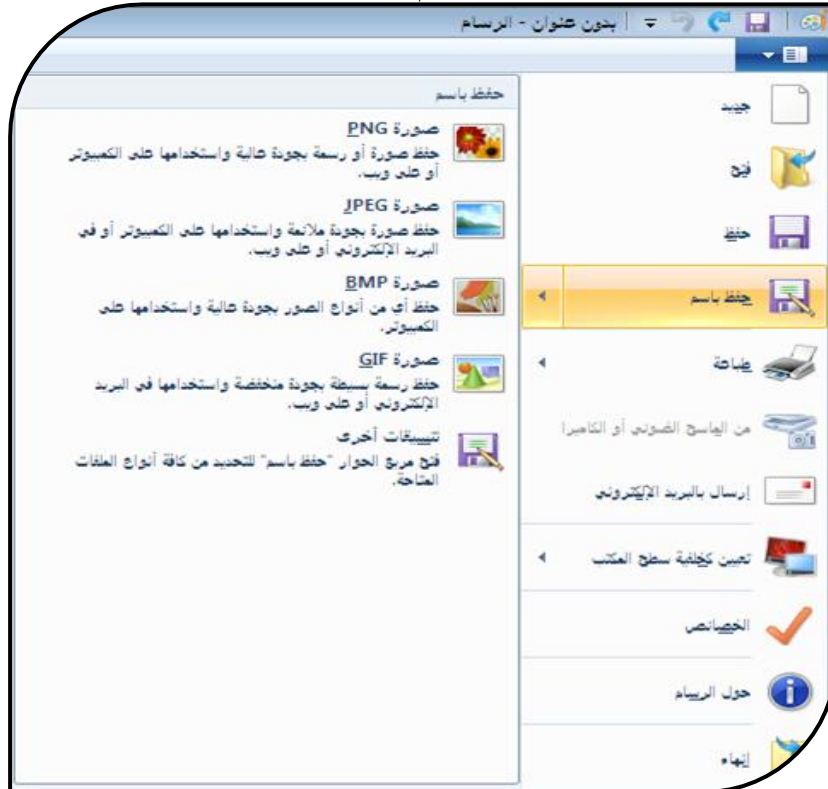 بدون عنوان - الرسام
جديد
فتح
حفظ
حفظ باسم
طباعة
من الماسح الضوئي أو الكاميرا
إرسال بالبريد الإلكتروني
تعيين كخلفية سطح المكتب
الخصائص
حول الرسام
إنهاء
حفظ باسم
صورة PNG
حفظ صورة أو رسمة بجودة عالية واستخدامها على الكمبيوتر
أو على ويب.
صورة JPEG
حفظ صورة بجودة ملائمة واستخدامها على الكمبيوتر أو في
البريد الإلكتروني أو على ويب.
صورة BMP
حفظ أي من أنواع الصور بجودة عالية واستخدامها على
الكمبيوتر.
صورة GIF
حفظ رسمة بسيطة بجودة منخفضة واستخدامها في البريد
الإلكتروني أو على ويب.
تنسيقات أخرى
فتح مربع الحوار "حفظ باسم" للتحديد من كافة أنواع الملفات
المتاحة.